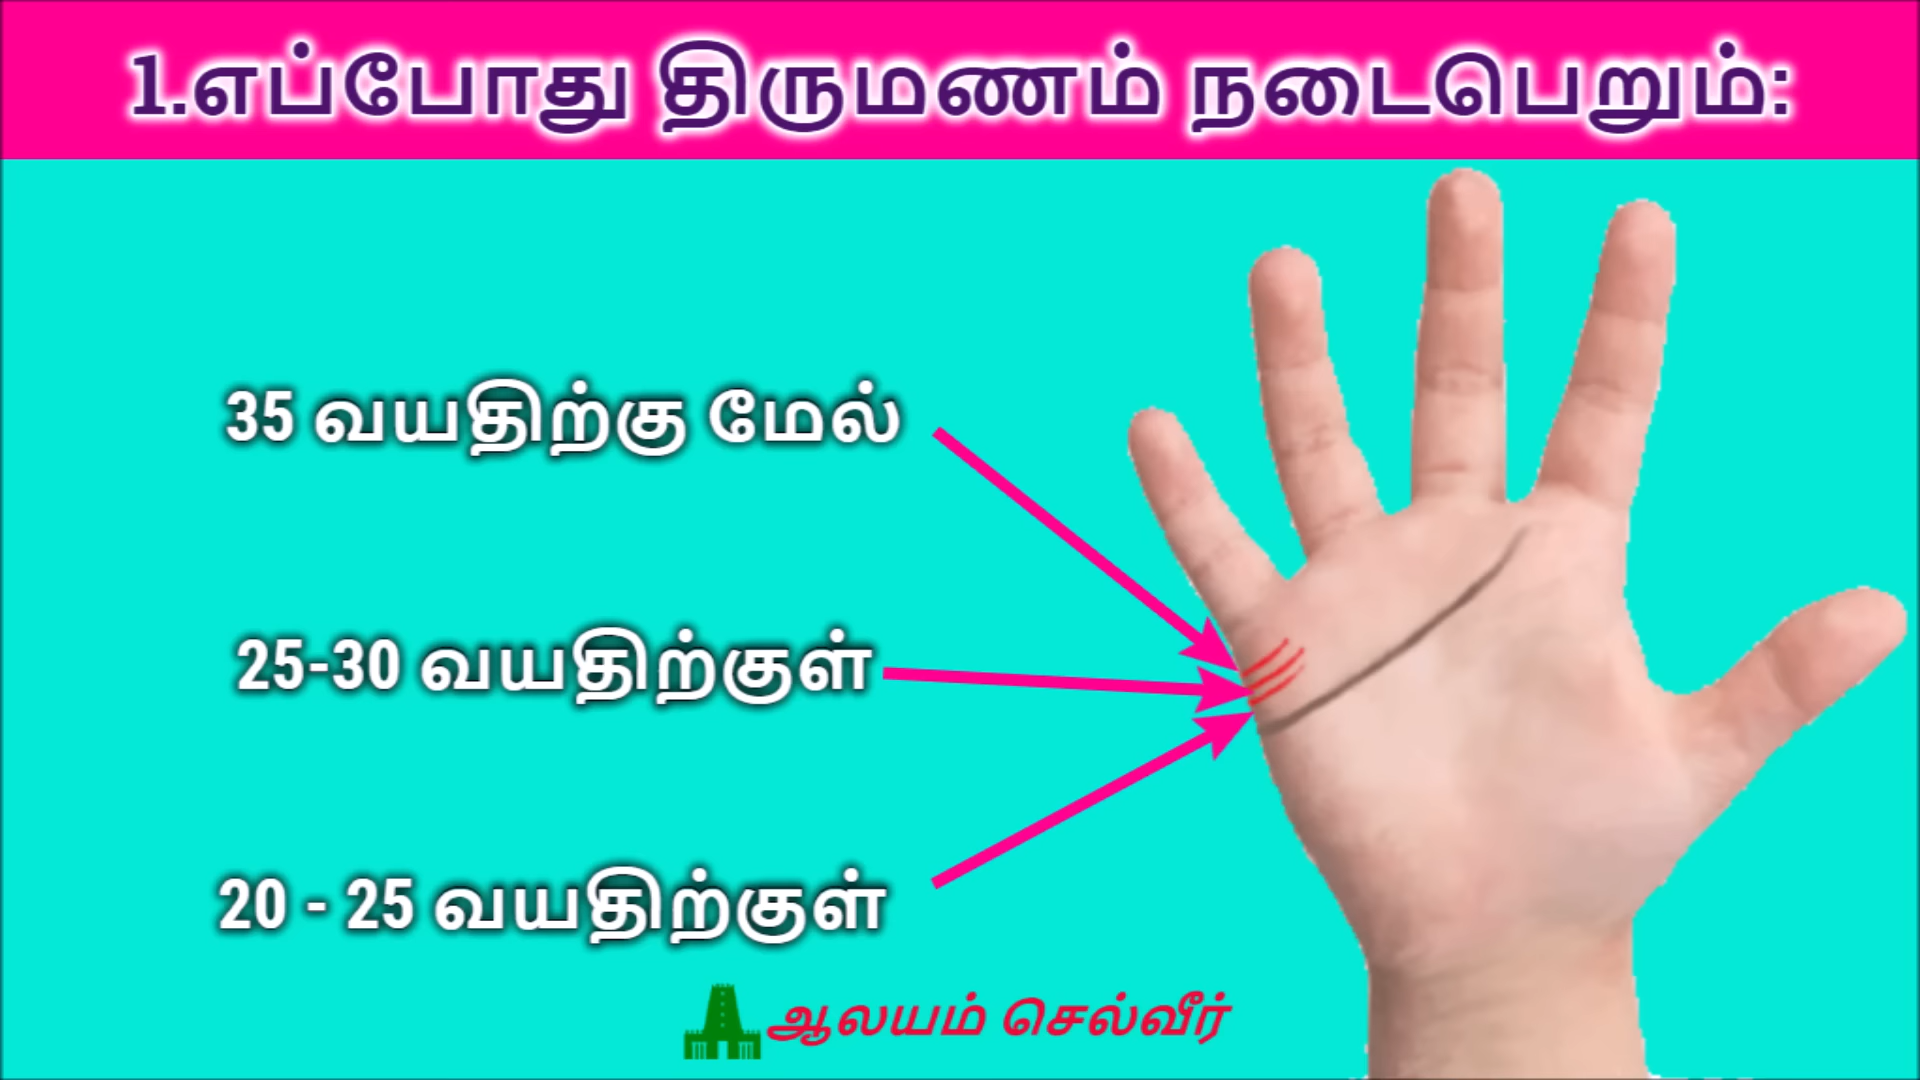 1.எப்போது திருமணம் நடைபெறும்:
35 வயதிற்கு மேல்
25-30 வயதிற்குள்
20 - 25 வயதிற்குள்
ஆலயம் செல்வீர்